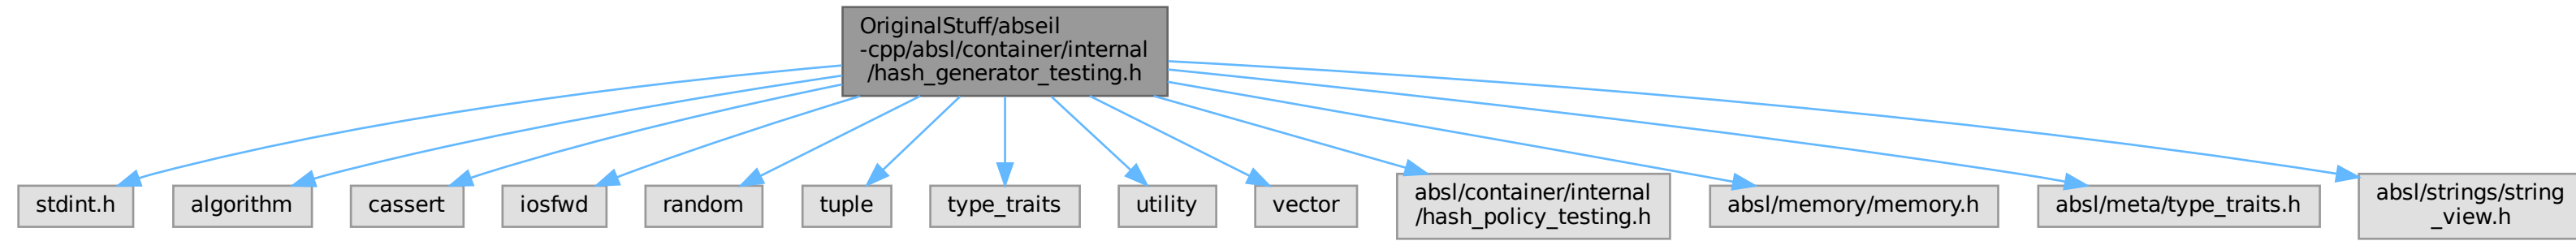 OriginalStuff/abseil
-cpp/absl/container/internal
/hash_generator_testing.h
stdint.h
algorithm
cassert
iosfwd
random
tuple
type_traits
utility
vector
absl/container/internal
/hash_policy_testing.h
absl/memory/memory.h
absl/meta/type_traits.h
absl/strings/string
_view.h